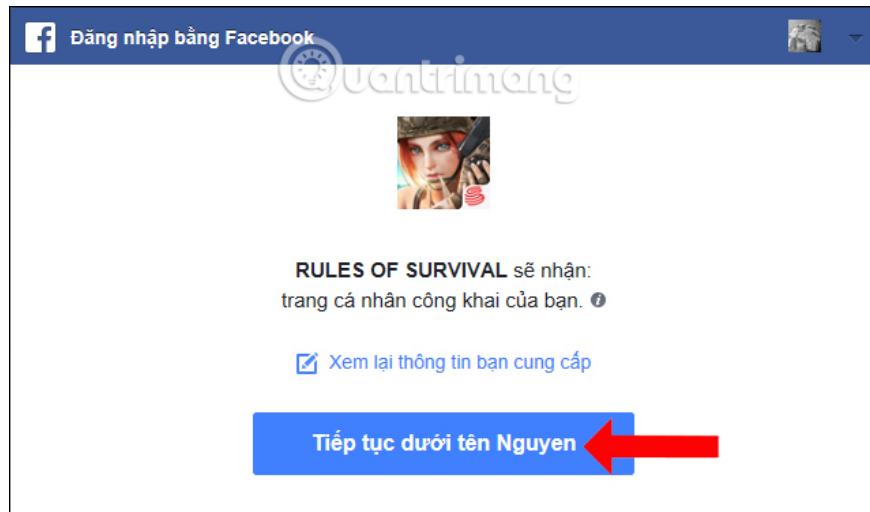 Đăng nhập bằng Facebook
Quantrimang
RULES OF SURVIVAL sẽ nhận:
trang cá nhân công khai của bạn.
Xem lại thông tin bạn cung cấp
Tiếp tục dưới tên Nguyen